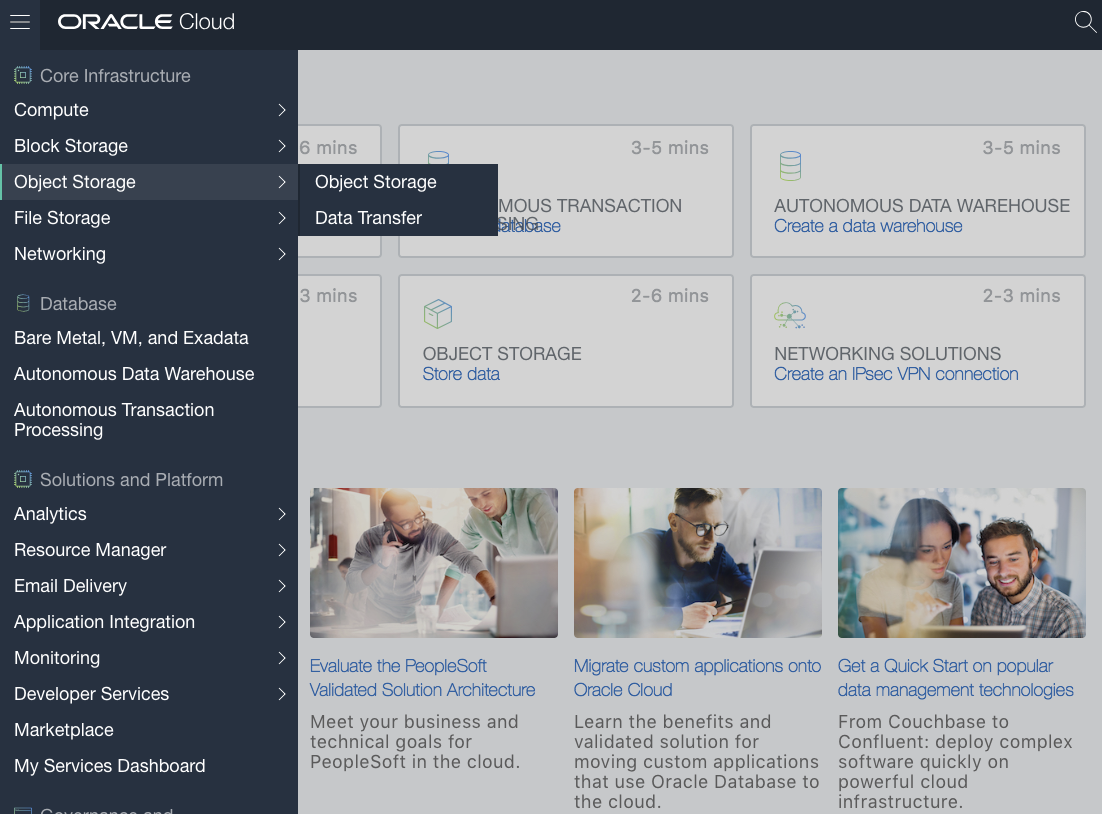 ORACLE Cloud
Core Infrastructure
Compute
Block Storage
Object Storage
File Storage
Networking
Database
Bare Metal, VM, and Exadata
Autonomous Data Warehouse
Autonomous Transaction
Processing
Solutions and Platform
Analytics
Resource Manager
Email Delivery
Application Integration
Monitoring
Developer Services
Marketplace
My Services Dashboard
Governance and
Object Storage
Data Transfer
6 mins
3-5 mins
MOUS TRANSACTION
SING
database
3-5 mins
AUTONOMOUS DATA WAREHOUSE
Create a data warehouse
3 mins
2-6 mins
OBJECT STORAGE
Store data
2-3 mins
NETWORKING SOLUTIONS
Create an IPsec VPN connection
Evaluate the PeopleSoft
Validated Solution Architecture
Meet your business and
technical goals for
PeopleSoft in the cloud.
Migrate custom applications onto
Oracle Cloud
Learn the benefits and
validated solution for
moving custom applications
that use Oracle Database to
the cloud.
Get a Quick Start on popular
data management technologies
From Couchbase to
Confluent: deploy complex
software quickly on
powerful cloud
infrastructure.